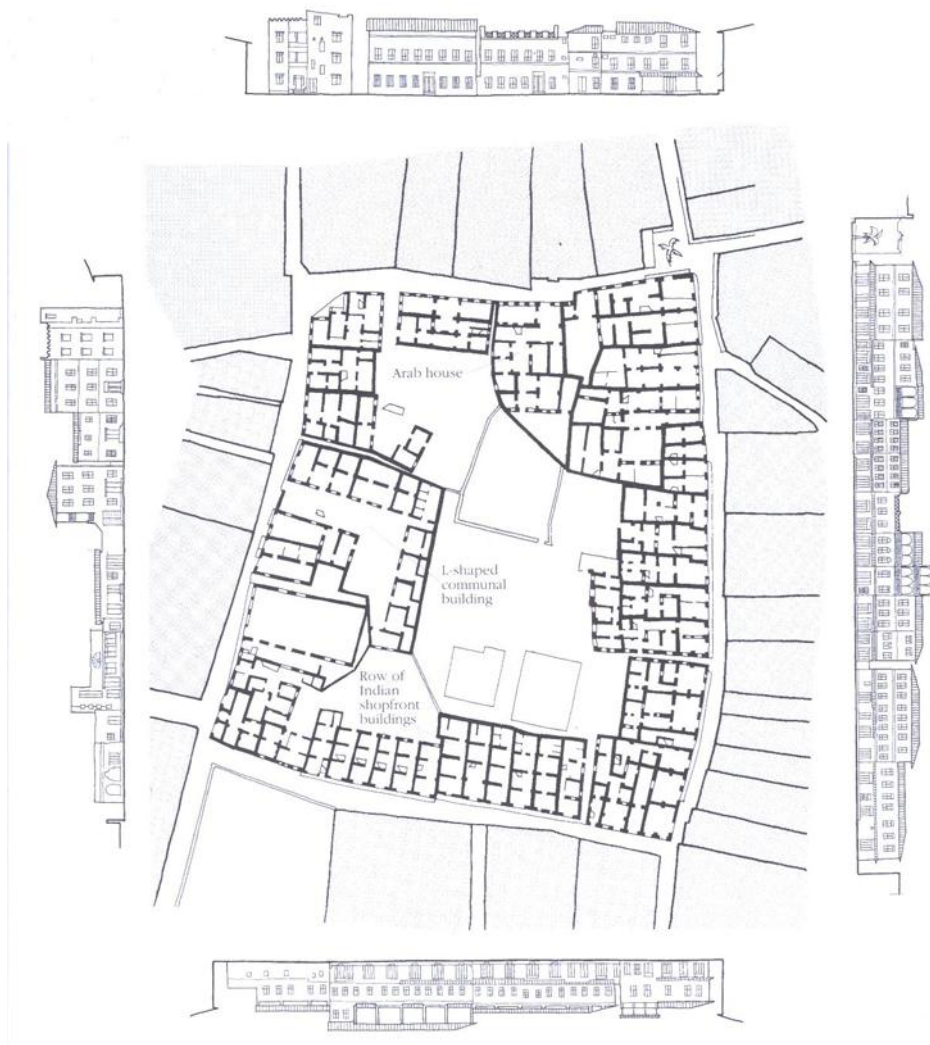 Arab house
L-shaped
communal
building
Row of
Indian
shopfront
buildings